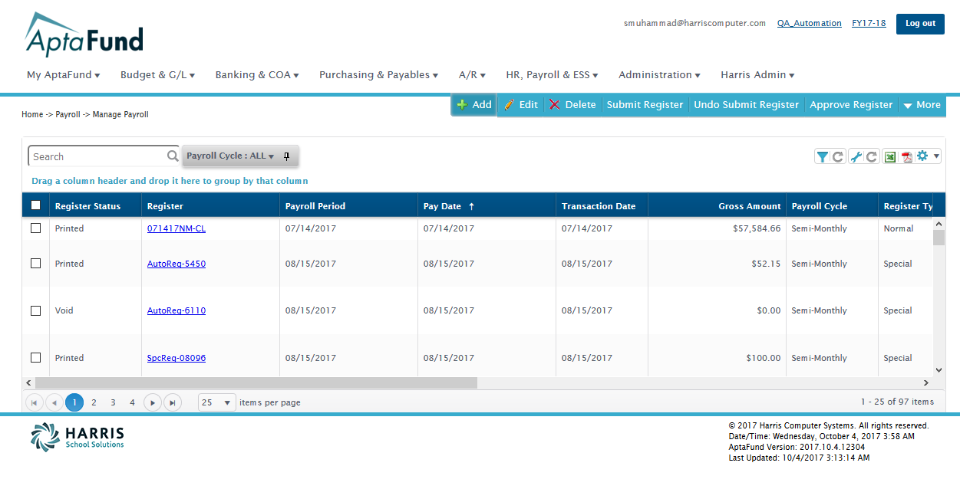 AptaFund
smuhammad@harriscomputer.com QA_Automation FY17-18 Log out
My AptaFund Budget & G/L Banking & COA Purchasing & Payables A/R HR, Payroll & ESS Administration Harris Admin
Add Edit Delete Submit Register Undo Submit Register Approve Register More
Home -> Payroll -> Manage Payroll
Search Payroll Cycle : ALL
Drag a column header and drop it here to group by that column
Register Status Register Payroll Period Pay Date ↑ Transaction Date Gross Amount Payroll Cycle Register Ty
Printed 071417NM-CL 07/14/2017 07/14/2017 07/14/2017 $57,584.66 Semi-Monthly Normal
Printed AutoReg-5450 08/15/2017 08/15/2017 08/15/2017 $52.15 Semi-Monthly Special
Void AutoReg-6110 08/15/2017 08/15/2017 08/15/2017 $0.00 Semi-Monthly Special
Printed SpcReg-08096 08/15/2017 08/15/2017 08/15/2017 $100.00 Semi-Monthly Special
1 2 3 4 25 items per page 1 - 25 of 97 items
HARRIS
School Solutions
© 2017 Harris Computer Systems. All rights reserved.
Date/Time: Wednesday, October 4, 2017 3:58 AM
AptaFund Version: 2017.10.4.12304
Last Updated: 10/4/2017 3:13:14 AM